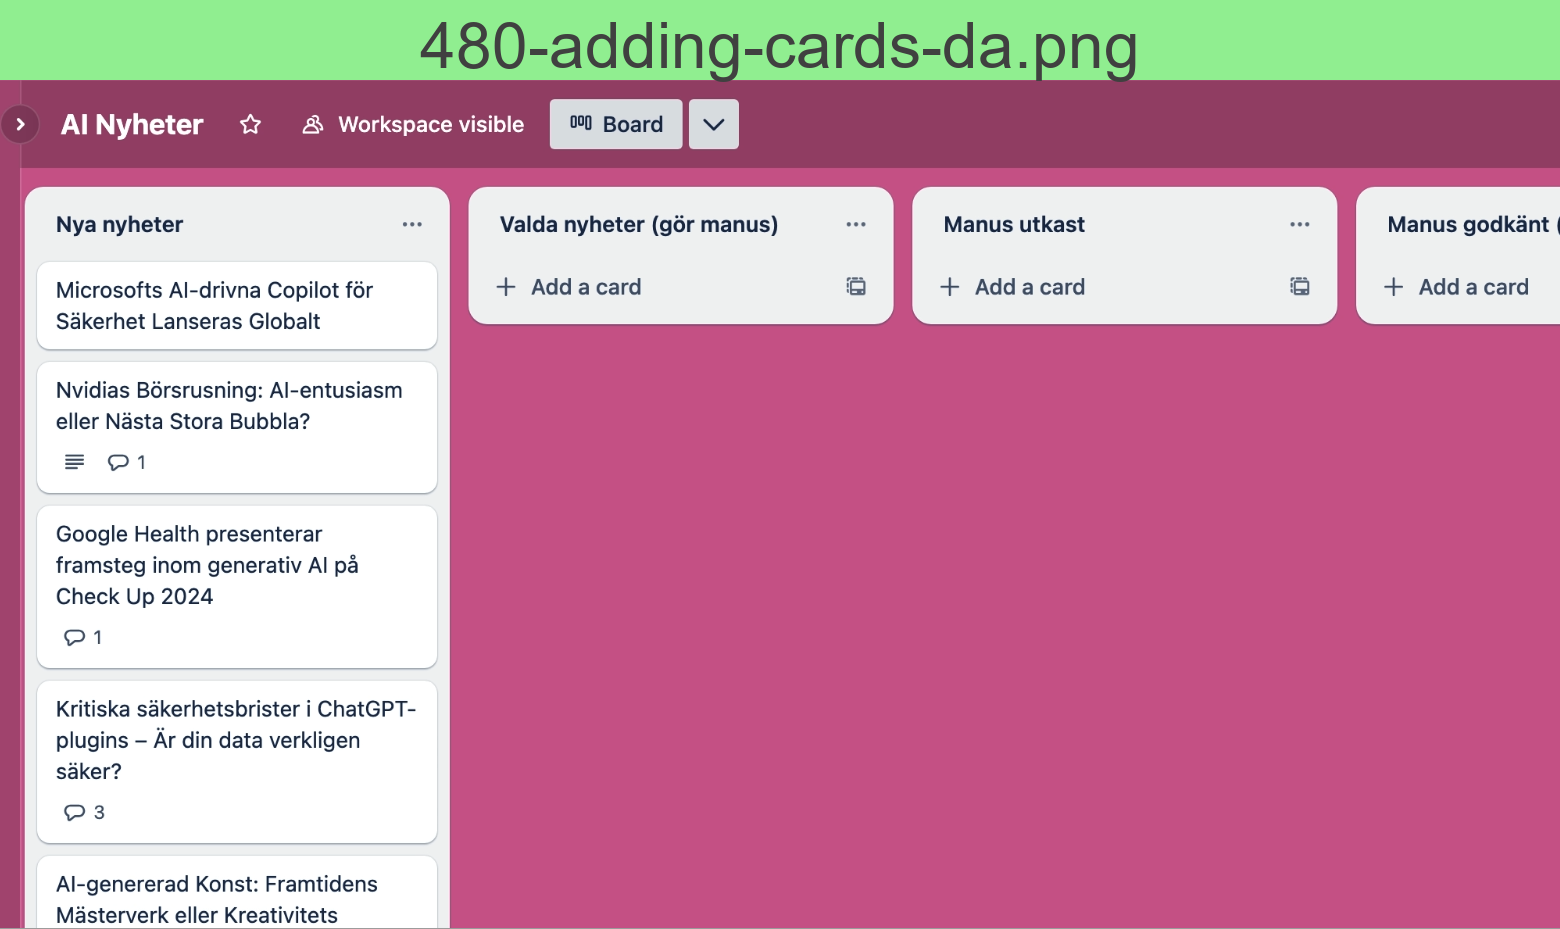 480-adding-cards-da.png
AI Nyheter
Workspace visible
Board
Nya nyheter
Microsofts AI-drivna Copilot för
Säkerhet Lanseras Globalt
Nvidias Börsrusning: AI-entusiasm
eller Nästa Stora Bubbla?
1
Google Health presenterar
framsteg inom generativ AI på
Check Up 2024
1
Kritiska säkerhetsbrister i ChatGPT-
plugins – Är din data verkligen
säker?
3
AI-genererad Konst: Framtidens
Mästerverk eller Kreativitets
Valda nyheter (gör manus)
Add a card
Manus utkast
Add a card
Manus godkänt (
Add a card